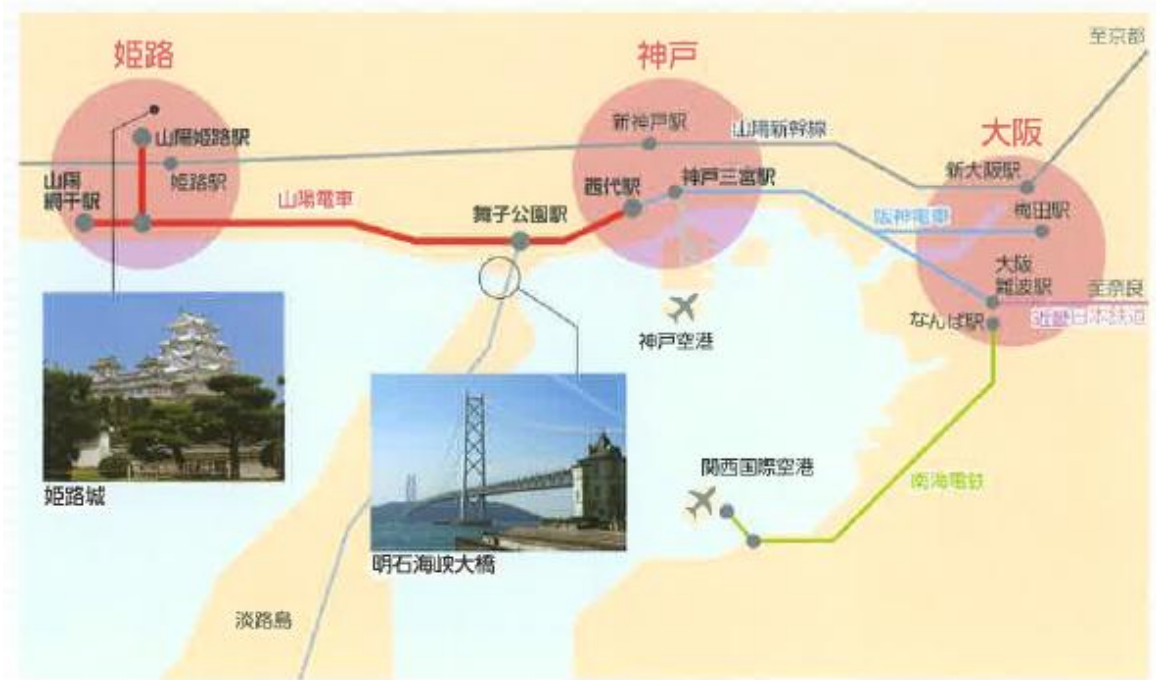 至京都
姫路
神戸
大阪
山陽姫路駅
新神戸駅
山陽新幹線
新大阪駅
山陽
網干駅
姫路駅
山陽電車
舞子公園駅
西代駅
神戸三宮駅
阪神電車
梅田駅
大阪
難波駅
至奈良
なんば駅
近畿日本鉄道
神戸空港
関西国際空港
南海電鉄
姫路城
明石海峡大橋
淡路島